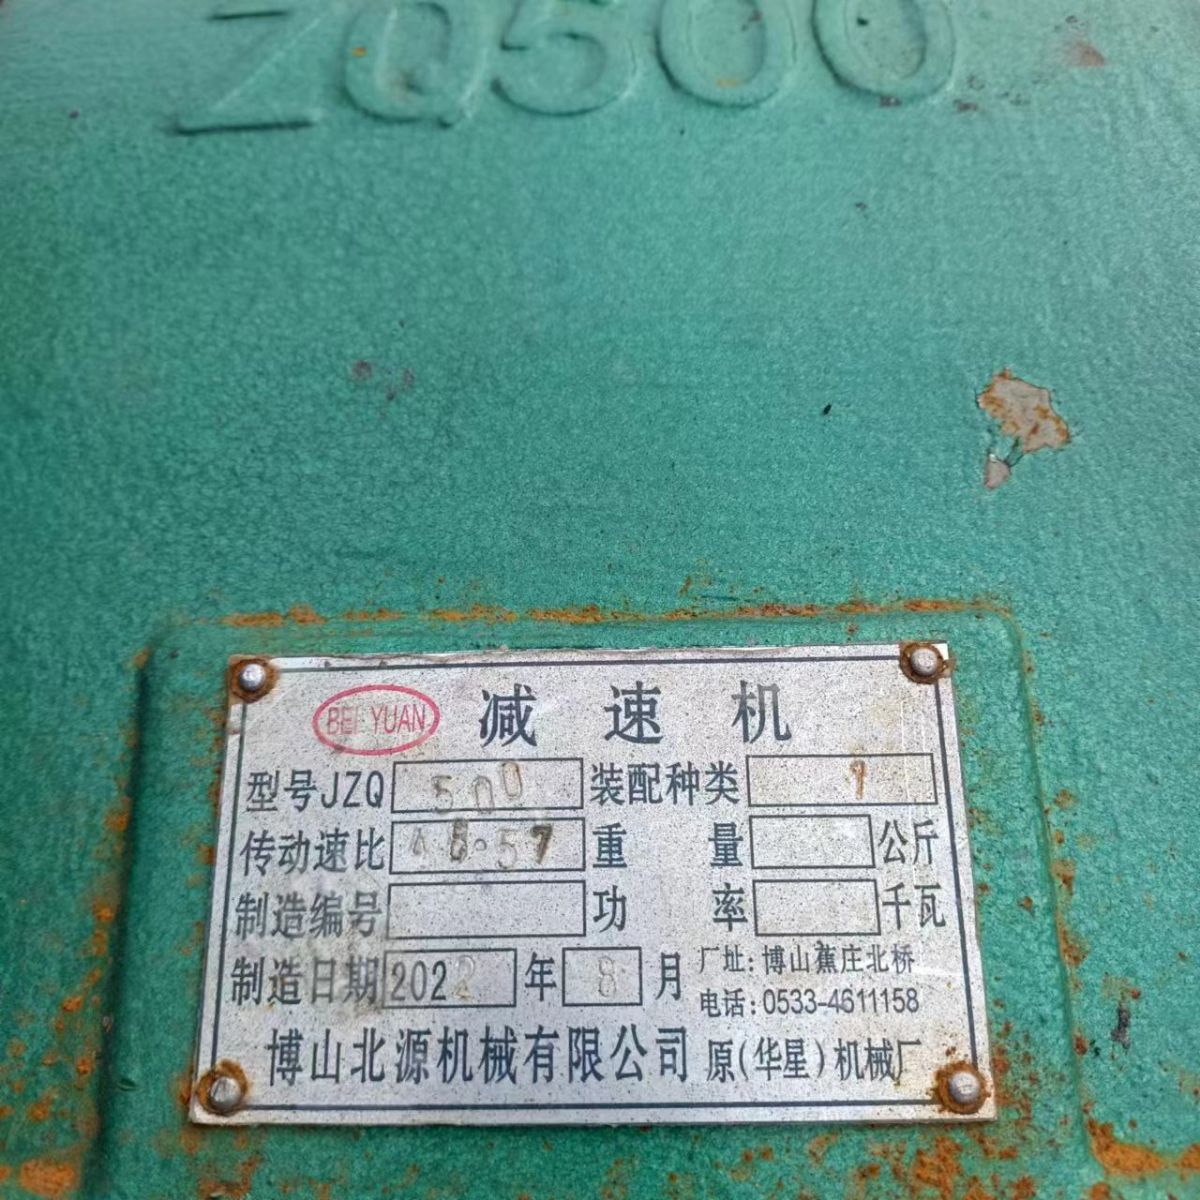 ZQ500
BEI YUAN 减速机
型号JZQ 500 装配种类 1
传动速比 48.57 重量 公斤
制造编号 功率 千瓦
制造日期 2022 年 8 月 厂址:博山蕉庄北桥
电话:0533-4611158
博山北源机械有限公司 原(华星)机械厂